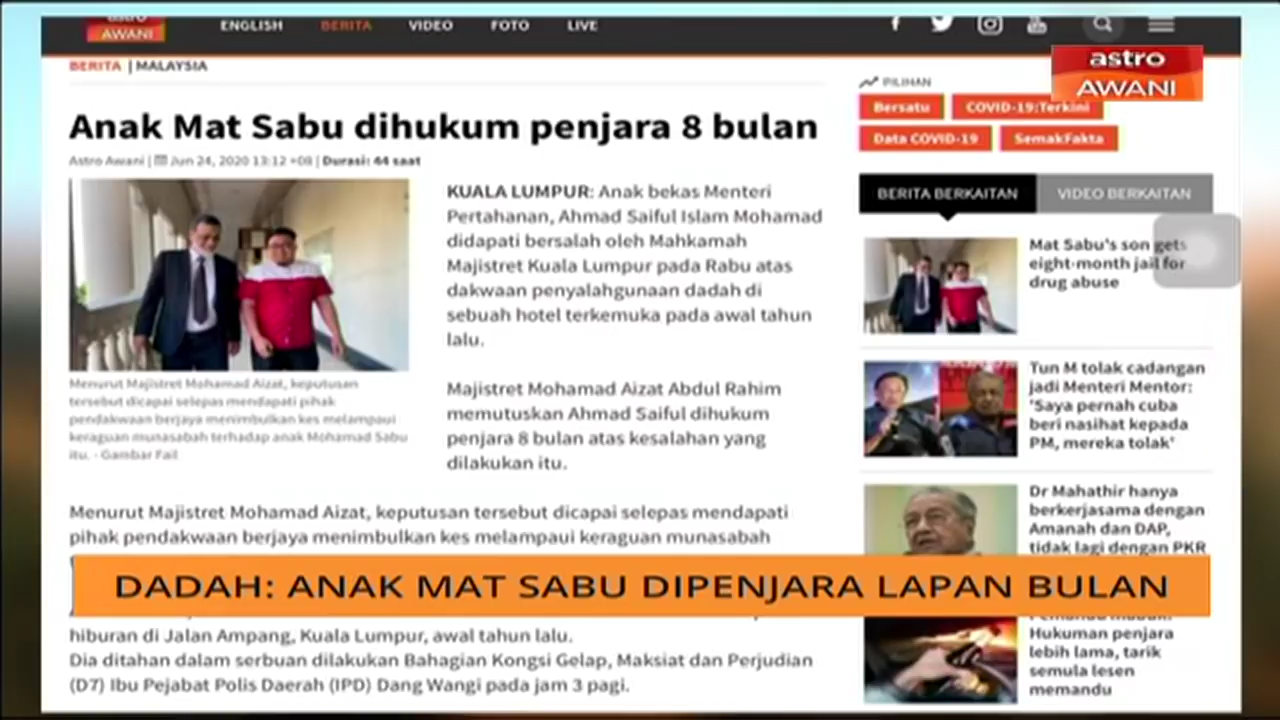 astro
AWANI
ENGLISH
BERITA
VIDEO
FOTO
LIVE
BERITA | MALAYSIA
Anak Mat Sabu dihukum penjara 8 bulan
Astro Awani | Jun 24, 2020 13:12 +08 | Durasi: 44 saat
Menurut Majistret Mohamad Aizat, keputusan
tersebut dicapai selepas mendapati pihak
pendakwaan berjaya menimbulkan kes melampaui
keraguan munasabah terhadap anak Mohamad Sabu
itu. - Gambar Fail
KUALA LUMPUR: Anak bekas Menteri
Pertahanan, Ahmad Saiful Islam Mohamad
didapati bersalah oleh Mahkamah
Majistret Kuala Lumpur pada Rabu atas
dakwaan penyalahgunaan dadah di
sebuah hotel terkemuka pada awal tahun
lalu.
Majistret Mohamad Aizat Abdul Rahim
memutuskan Ahmad Saiful dihukum
penjara 8 bulan atas kesalahan yang
dilakukan itu.
Menurut Majistret Mohamad Aizat, keputusan tersebut dicapai selepas mendapati
pihak pendakwaan berjaya menimbulkan kes melampaui keraguan munasabah
hiburan di Jalan Ampang, Kuala Lumpur, awal tahun lalu.
Dia ditahan dalam serbuan dilakukan Bahagian Kongsi Gelap, Maksiat dan Perjudian
(D7) Ibu Pejabat Polis Daerah (IPD) Dang Wangi pada jam 3 pagi.
astro
AWANI
PILIHAN
Bersatu
COVID-19:Terkini
Data COVID-19
SemakFakta
BERITA BERKAITAN
VIDEO BERKAITAN
Mat Sabu's son gets
eight-month jail for
drug abuse
Tun M tolak cadangan
jadi Menteri Mentor:
'Saya pernah cuba
beri nasihat kepada
PM, mereka tolak'
Dr Mahathir hanya
berkerjasama dengan
Amanah dan DAP,
tidak lagi dengan PKR
Hukuman penjara
lebih lama, tarik
semula lesen
memandu
DADAH: ANAK MAT SABU DIPENJARA LAPAN BULAN